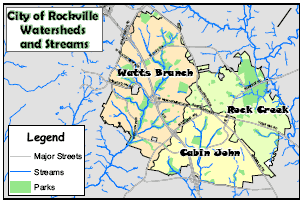 City of Rockville
Watersheds
and Streams
Watts Branch
Rock Creek
Cabin John
Legend
Major Streets
Streams
Parks